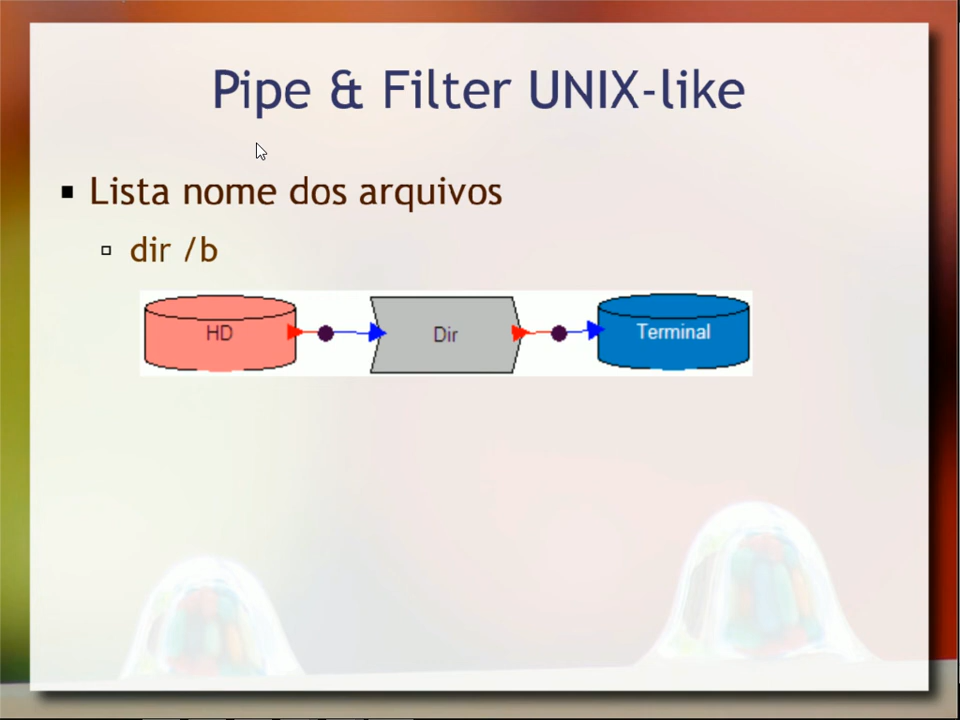 Pipe & Filter UNIX-like
Lista nome dos arquivos
dir /b
HD
Dir
Terminal